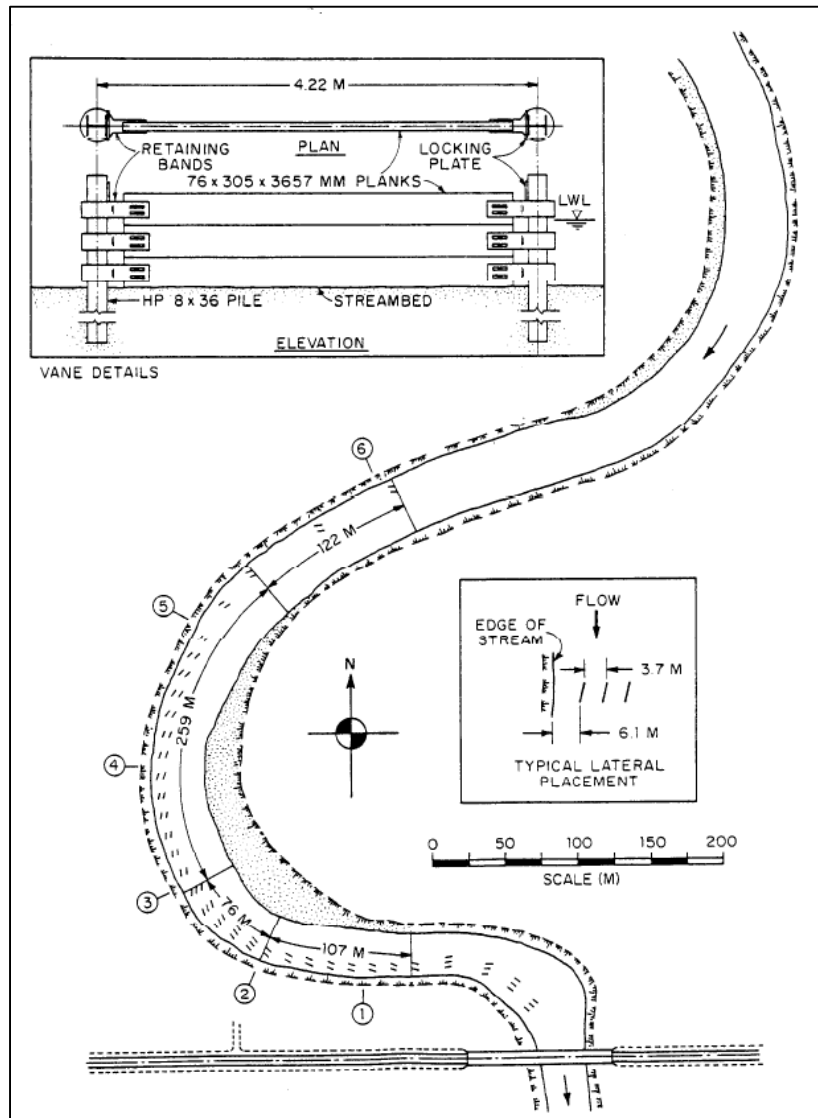 4.22 M
RETAINING
BANDS
PLAN
LOCKING
PLATE
76 x 305 x 3657 MM PLANKS
LWL
HP 8 x 36 PILE
STREAMBED
ELEVATION
VANE DETAILS
6
122 M
5
259 M
4
3
76 M
2
107 M
1
N
FLOW
EDGE OF
STREAM
3.7 M
6.1 M
TYPICAL LATERAL
PLACEMENT
0 50 100 150 200
SCALE (M)